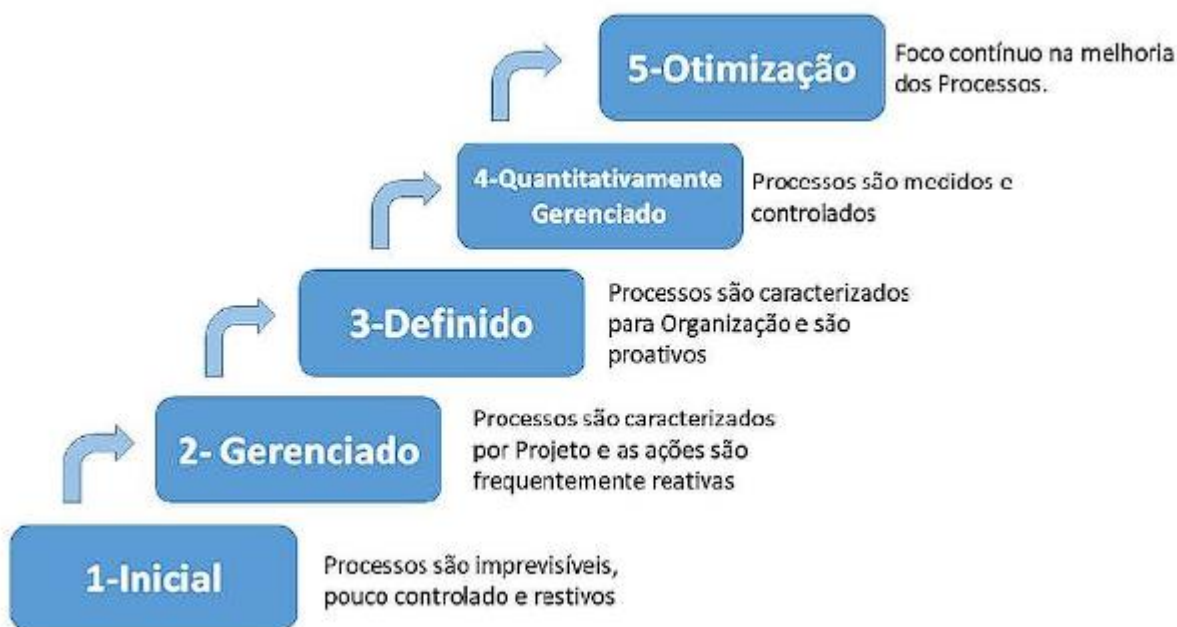 5-Otimização
Foco contínuo na melhoria
dos Processos.
4-Quantitativamente
Gerenciado
Processos são medidos e
controlados
3-Definido
Processos são caracterizados
para Organização e são
proativos
2- Gerenciado
Processos são caracterizados
por Projeto e as ações são
frequentemente reativas
1-Inicial
Processos são imprevisíveis,
pouco controlado e restivos